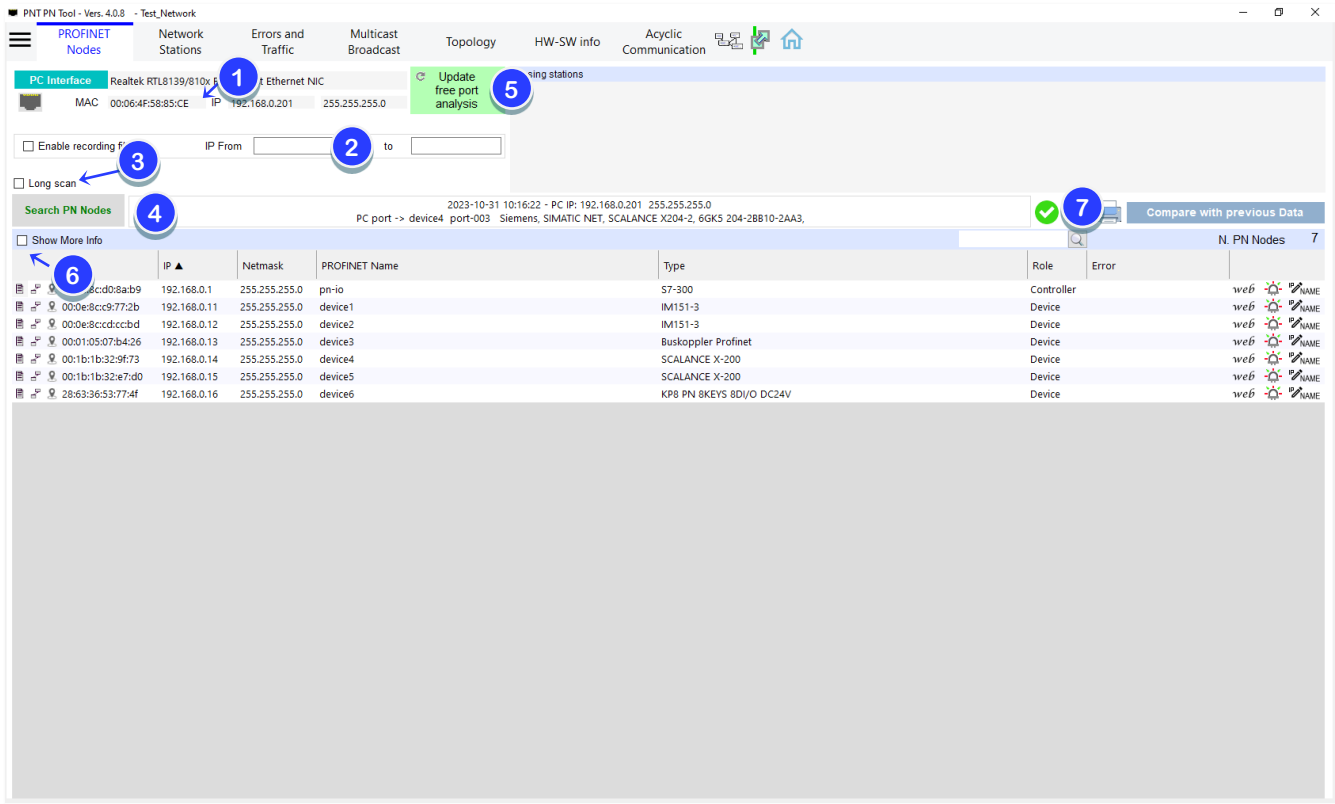 PNT PN Tool - Vers. 4.0.8 - Test_Network
PROFINET Nodes
Network Stations
Errors and Traffic
Multicast Broadcast
Topology
HW-SW info
Acyclic Communication
PC Interface Realtek RTL8139/810x Ethernet NIC
1
MAC 00:06:4F:58:85:CE IP 192.168.0.201 255.255.255.0
Update free port analysis
5
stations
Enable recording
IP From
2
to
3
Long scan
Search PN Nodes
4
2023-10-31 10:16:22 - PC IP: 192.168.0.201 255.255.255.0
PC port -> device4 port-003 Siemens, SIMATIC NET, SCALANCE X204-2, 6GK5 204-2BB10-2AA3,
7
Compare with previous Data
Show More Info
N. PN Nodes 7
6
IP ▲ Netmask PROFINET Name Type Role Error
8c:d0:8a:b9 192.168.0.1 255.255.255.0 pn-io S7-300 Controller web IP NAME
00:0e:8c:c9:77:2b 192.168.0.11 255.255.255.0 device1 IM151-3 Device web IP NAME
00:0e:8c:cd:cc:bd 192.168.0.12 255.255.255.0 device2 IM151-3 Device web IP NAME
00:01:05:07:b4:26 192.168.0.13 255.255.255.0 device3 Buskoppler Profinet Device web IP NAME
00:1b:1b:32:9f:73 192.168.0.14 255.255.255.0 device4 SCALANCE X-200 Device web IP NAME
00:1b:1b:32:e7:d0 192.168.0.15 255.255.255.0 device5 SCALANCE X-200 Device web IP NAME
28:63:36:53:77:4f 192.168.0.16 255.255.255.0 device6 KP8 PN 8KEYS 8DI/O DC24V Device web IP NAME